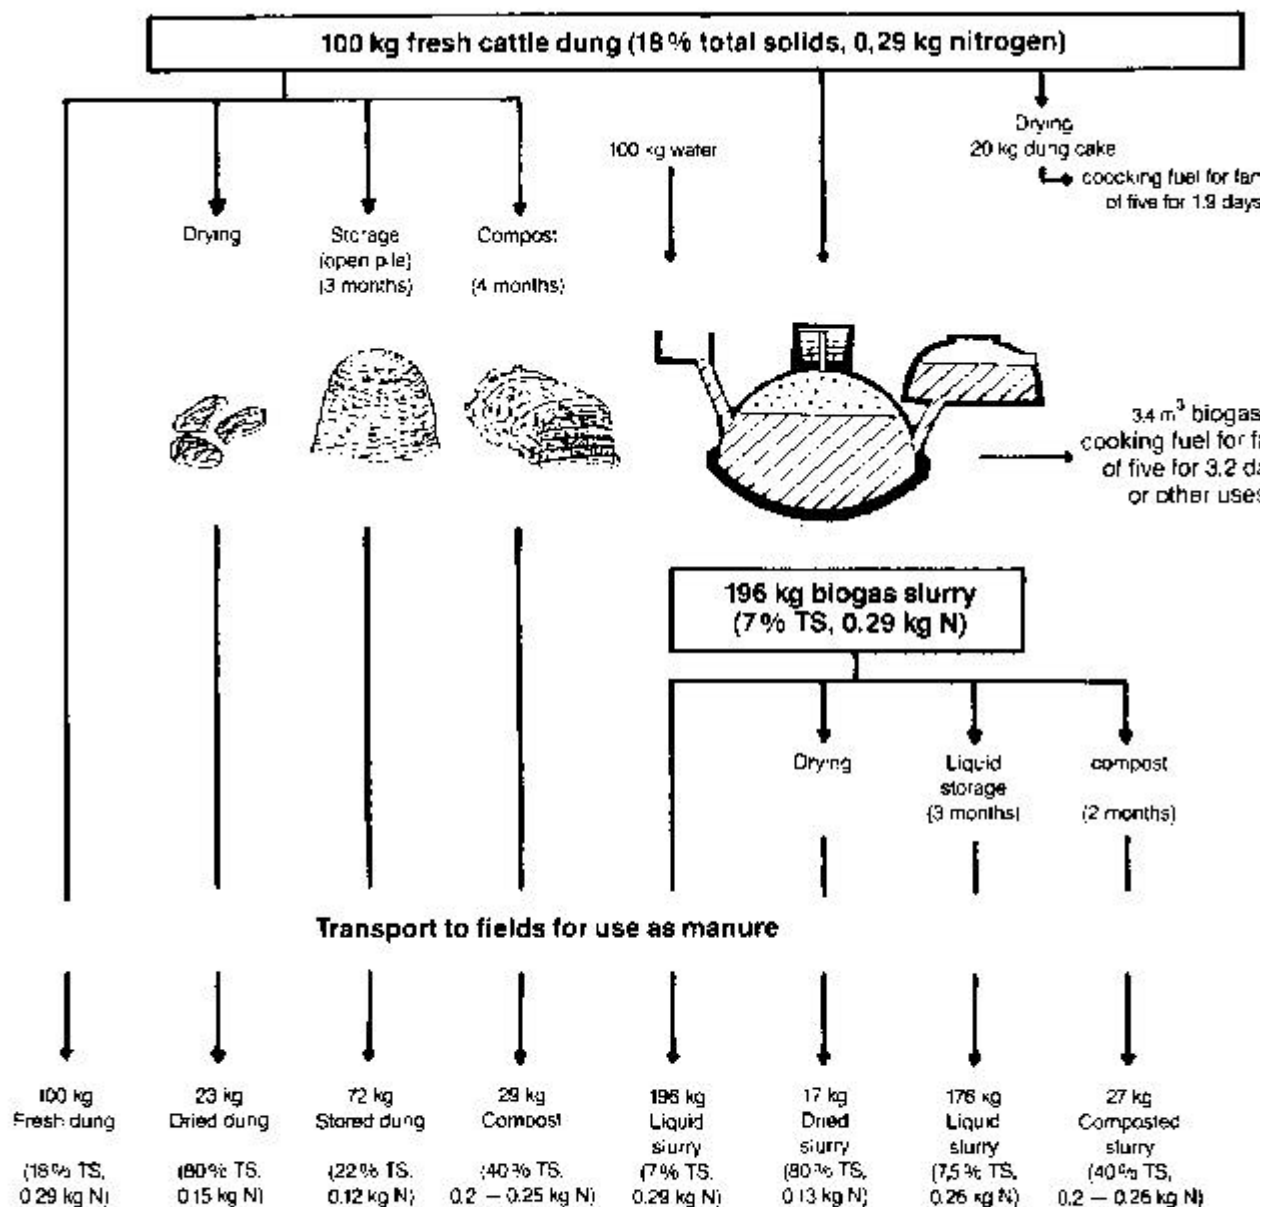 100 kg fresh cattle dung (18 % total solids, 0,29 kg nitrogen)
Drying
20 kg dung cake
coocking fuel for
of five for 1.9 days
100 kg water
Drying
Storage
(open pile)
(3 months)
Compost
(4 months)
3.4 m³ biogas
cooking fuel for
of five for 3.2
or other uses
196 kg biogas slurry
(7 % TS, 0.29 kg N)
Drying
Liquid
storage
(3 months)
compost
(2 months)
Transport to fields for use as manure
100 kg
Fresh dung
(18 % TS,
0.29 kg N)
23 kg
Dried dung
(80 % TS.
0.15 kg N)
72 kg
Stored dung
(22 % TS,
0.12 kg N)
29 kg
Compost
(40 % TS.
0.2 — 0.25 kg N)
196 kg
Liquid
slurry
(7 % TS,
0.29 kg N)
17 kg
Dried
slurry
(80 % TS,
0.13 kg N)
176 kg
Liquid
slurry
(7,5 % TS,
0.26 kg N)
27 kg
Composted
slurry
(40 % TS,
0.2 — 0.26 kg N)